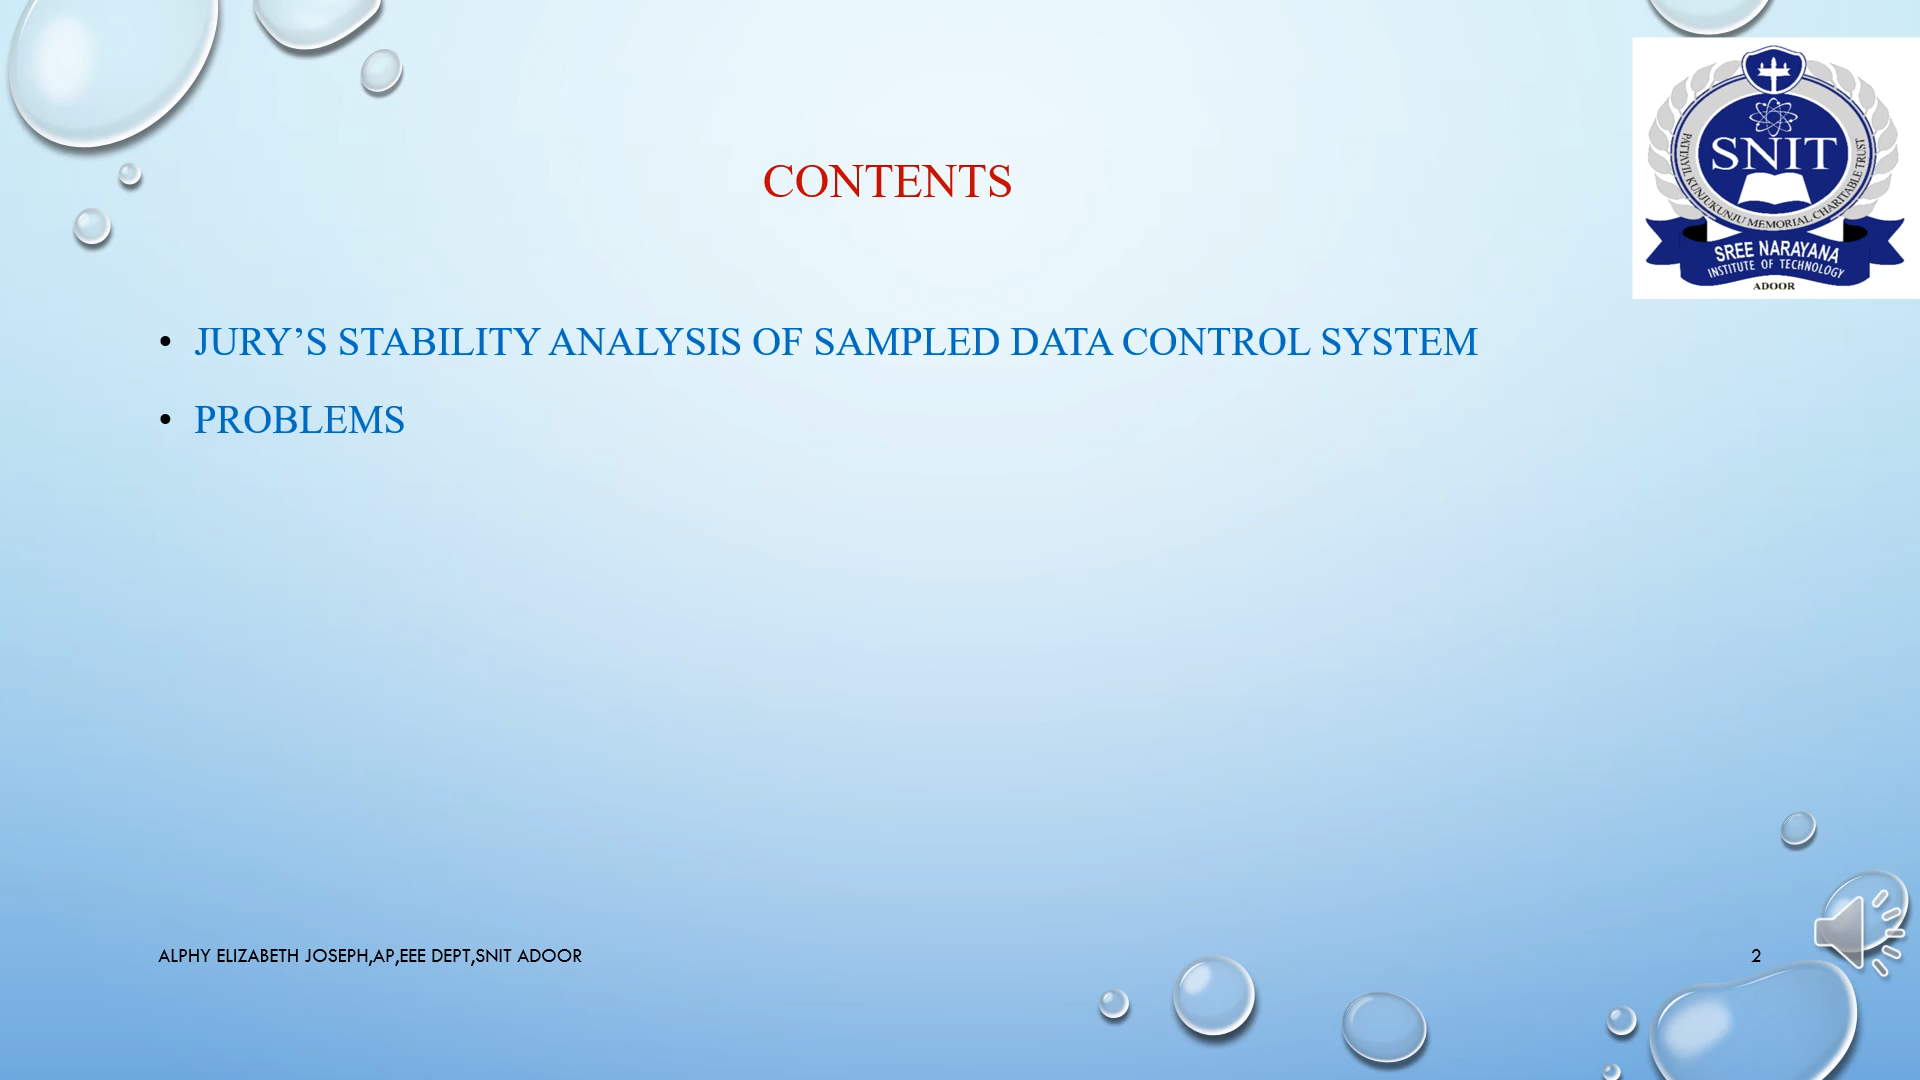 SNIT
PATTAYIL KUNJUKUNJU MEMORIAL CHARITABLE TRUST
SREE NARAYANA
INSTITUTE OF TECHNOLOGY
ADOOR
CONTENTS
• JURY’S STABILITY ANALYSIS OF SAMPLED DATA CONTROL SYSTEM
• PROBLEMS
ALPHY ELIZABETH JOSEPH,AP,EEE DEPT,SNIT ADOOR
2